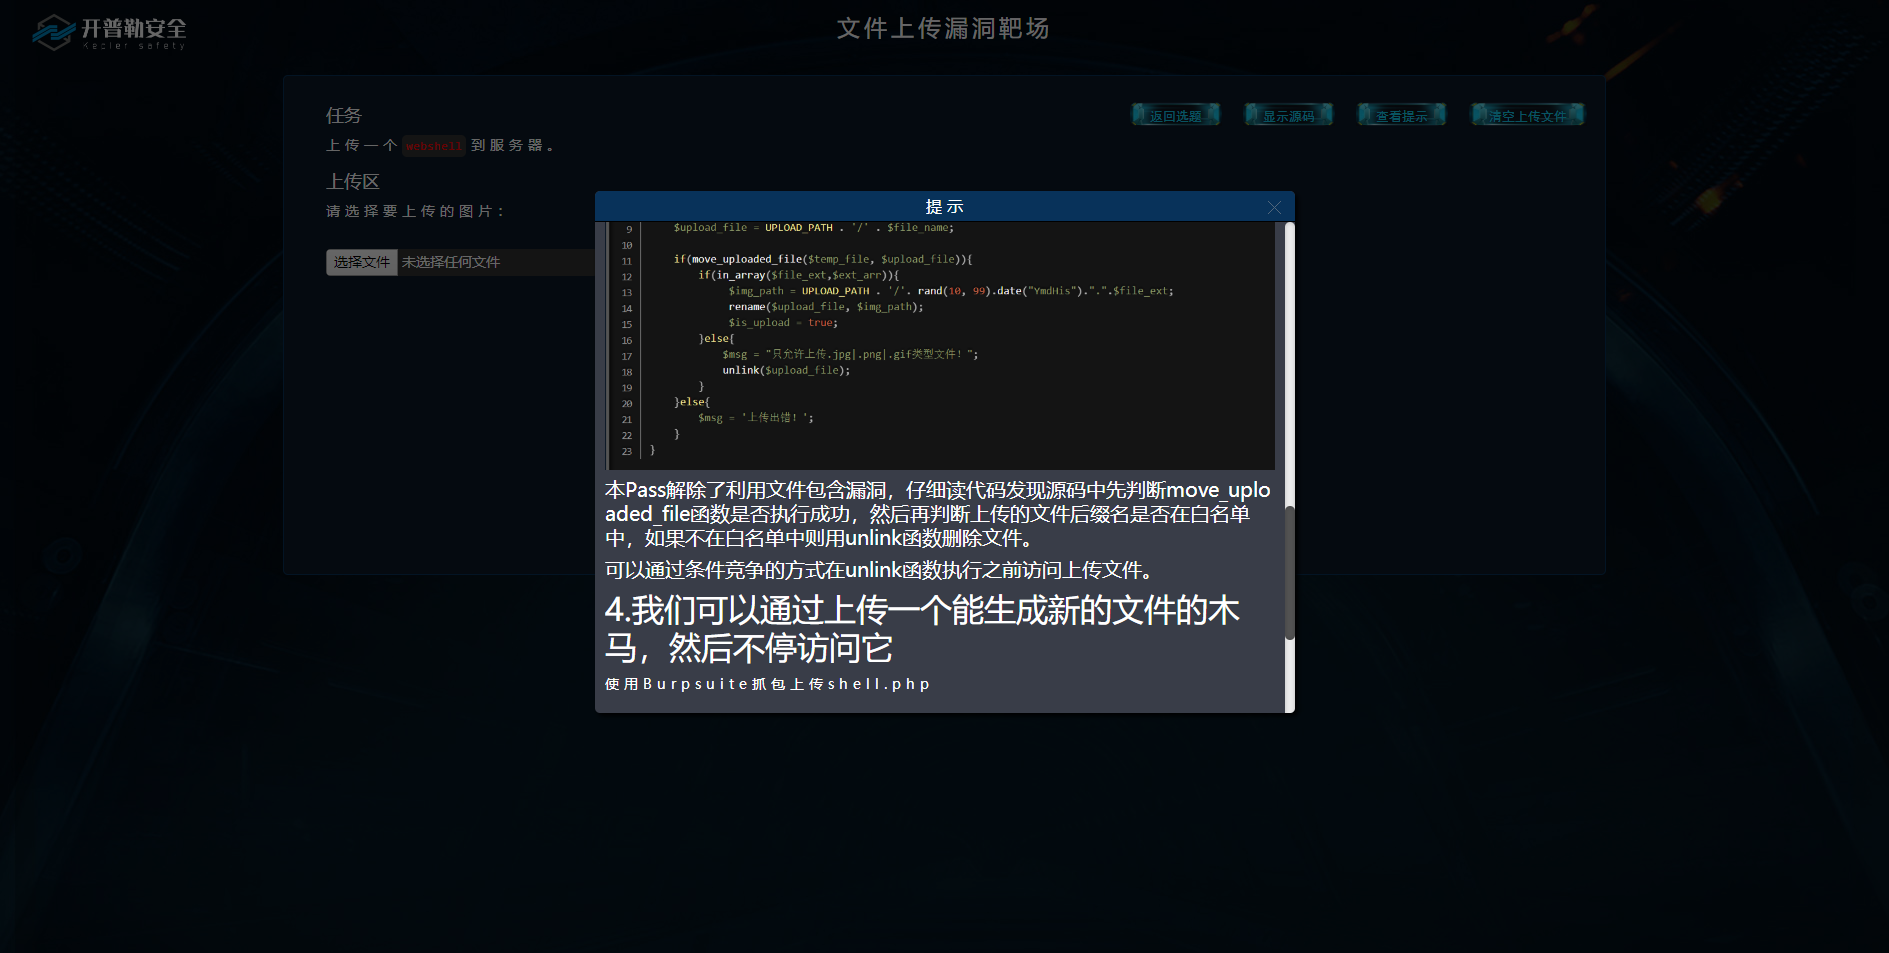 开普勒安全
Kepler safety
文件上传漏洞靶场
任务
返回选题
显示源码
查看提示
清空上传文件
上传一个 webshell 到服务器。
上传区
请选择要上传的图片：
选择文件 未选择任何文件
提示
9 $upload_file = UPLOAD_PATH . '/' . $file_name;
10
11 if(move_uploaded_file($temp_file, $upload_file)){
12 if(in_array($file_ext,$ext_arr)){
13 $img_path = UPLOAD_PATH . '/'. rand(10, 99).date("YmdHis").".".$file_ext;
14 rename($upload_file, $img_path);
15 $is_upload = true;
16 }else{
17 $msg = "只允许上传.jpg|.png|.gif类型文件！";
18 unlink($upload_file);
19 }
20 }else{
21 $msg = '上传出错！';
22 }
23 }
本Pass解除了利用文件包含漏洞，仔细读代码发现源码中先判断move_uplo
aded_file函数是否执行成功，然后再判断上传的文件后缀名是否在白名单
中，如果不在白名单中则用unlink函数删除文件。
可以通过条件竞争的方式在unlink函数执行之前访问上传文件。
4.我们可以通过上传一个能生成新的文件的木
马，然后不停访问它
使用Burpsuite抓包上传shell.php